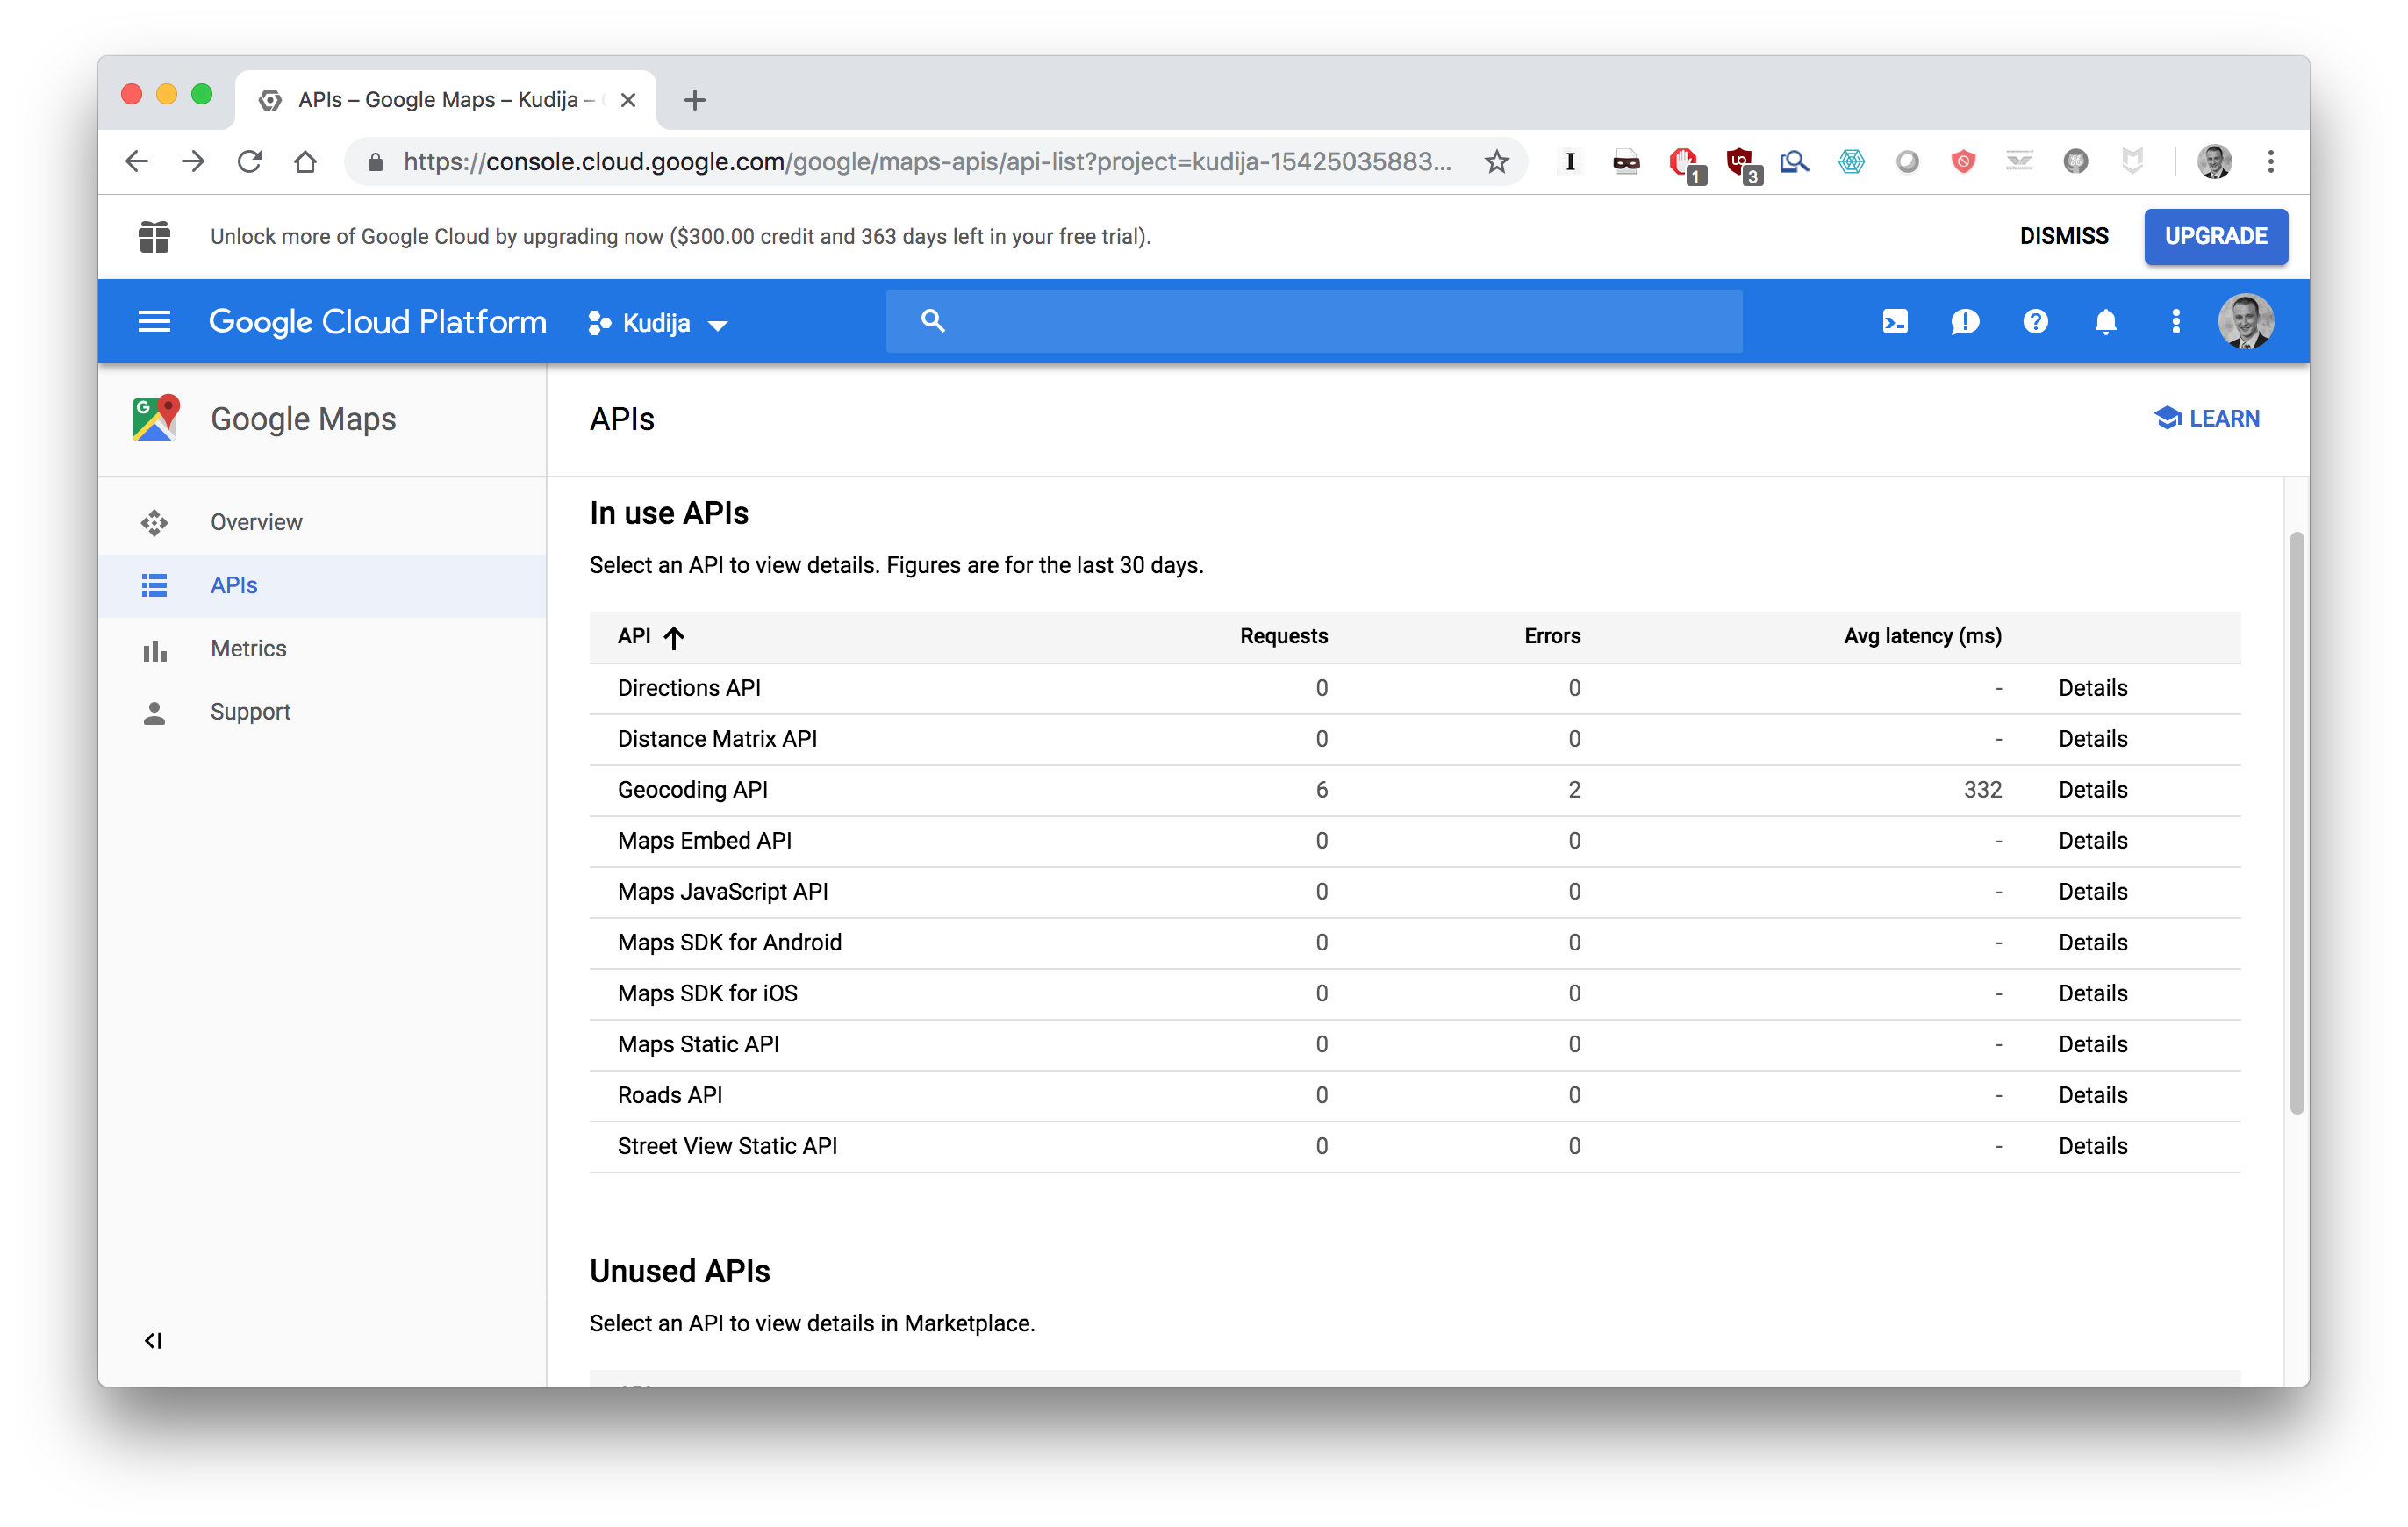 APIs – Google Maps – Kudija –
https://console.cloud.google.com/google/maps-apis/api-list?project=kudija-15425035883...
1
3
Unlock more of Google Cloud by upgrading now ($300.00 credit and 363 days left in your free trial).
DISMISS
UPGRADE
Google Cloud Platform
Kudija
Google Maps
APIs
LEARN
Overview
APIs
Metrics
Support
In use APIs
Select an API to view details. Figures are for the last 30 days.
API Requests Errors Avg latency (ms)
Directions API 0 0 - Details
Distance Matrix API 0 0 - Details
Geocoding API 6 2 332 Details
Maps Embed API 0 0 - Details
Maps JavaScript API 0 0 - Details
Maps SDK for Android 0 0 - Details
Maps SDK for iOS 0 0 - Details
Maps Static API 0 0 - Details
Roads API 0 0 - Details
Street View Static API 0 0 - Details
Unused APIs
Select an API to view details in Marketplace.